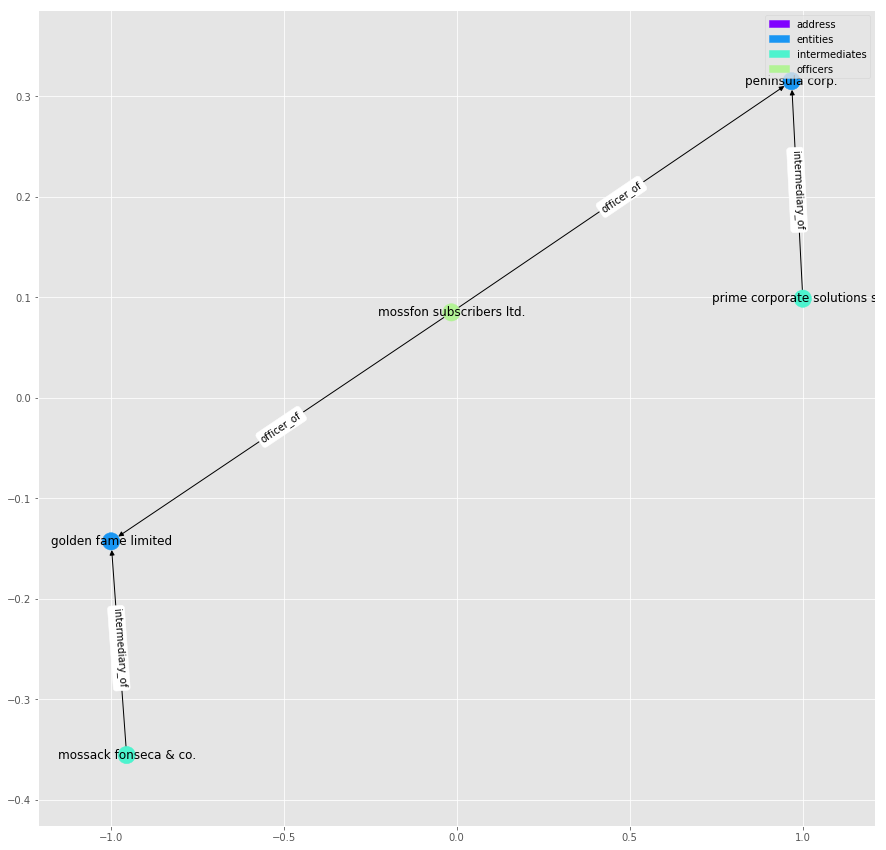 address
entities
intermediates
officers
peninsula corp.
officer_of
intermediary_of
prime corporate solutions s
mossfon subscribers ltd.
officer_of
golden fame limited
intermediary_of
mossack fonseca & co.
0.3
0.2
0.1
0.0
−0.1
−0.2
−0.3
−0.4
−1.0
−0.5
0.0
0.5
1.0